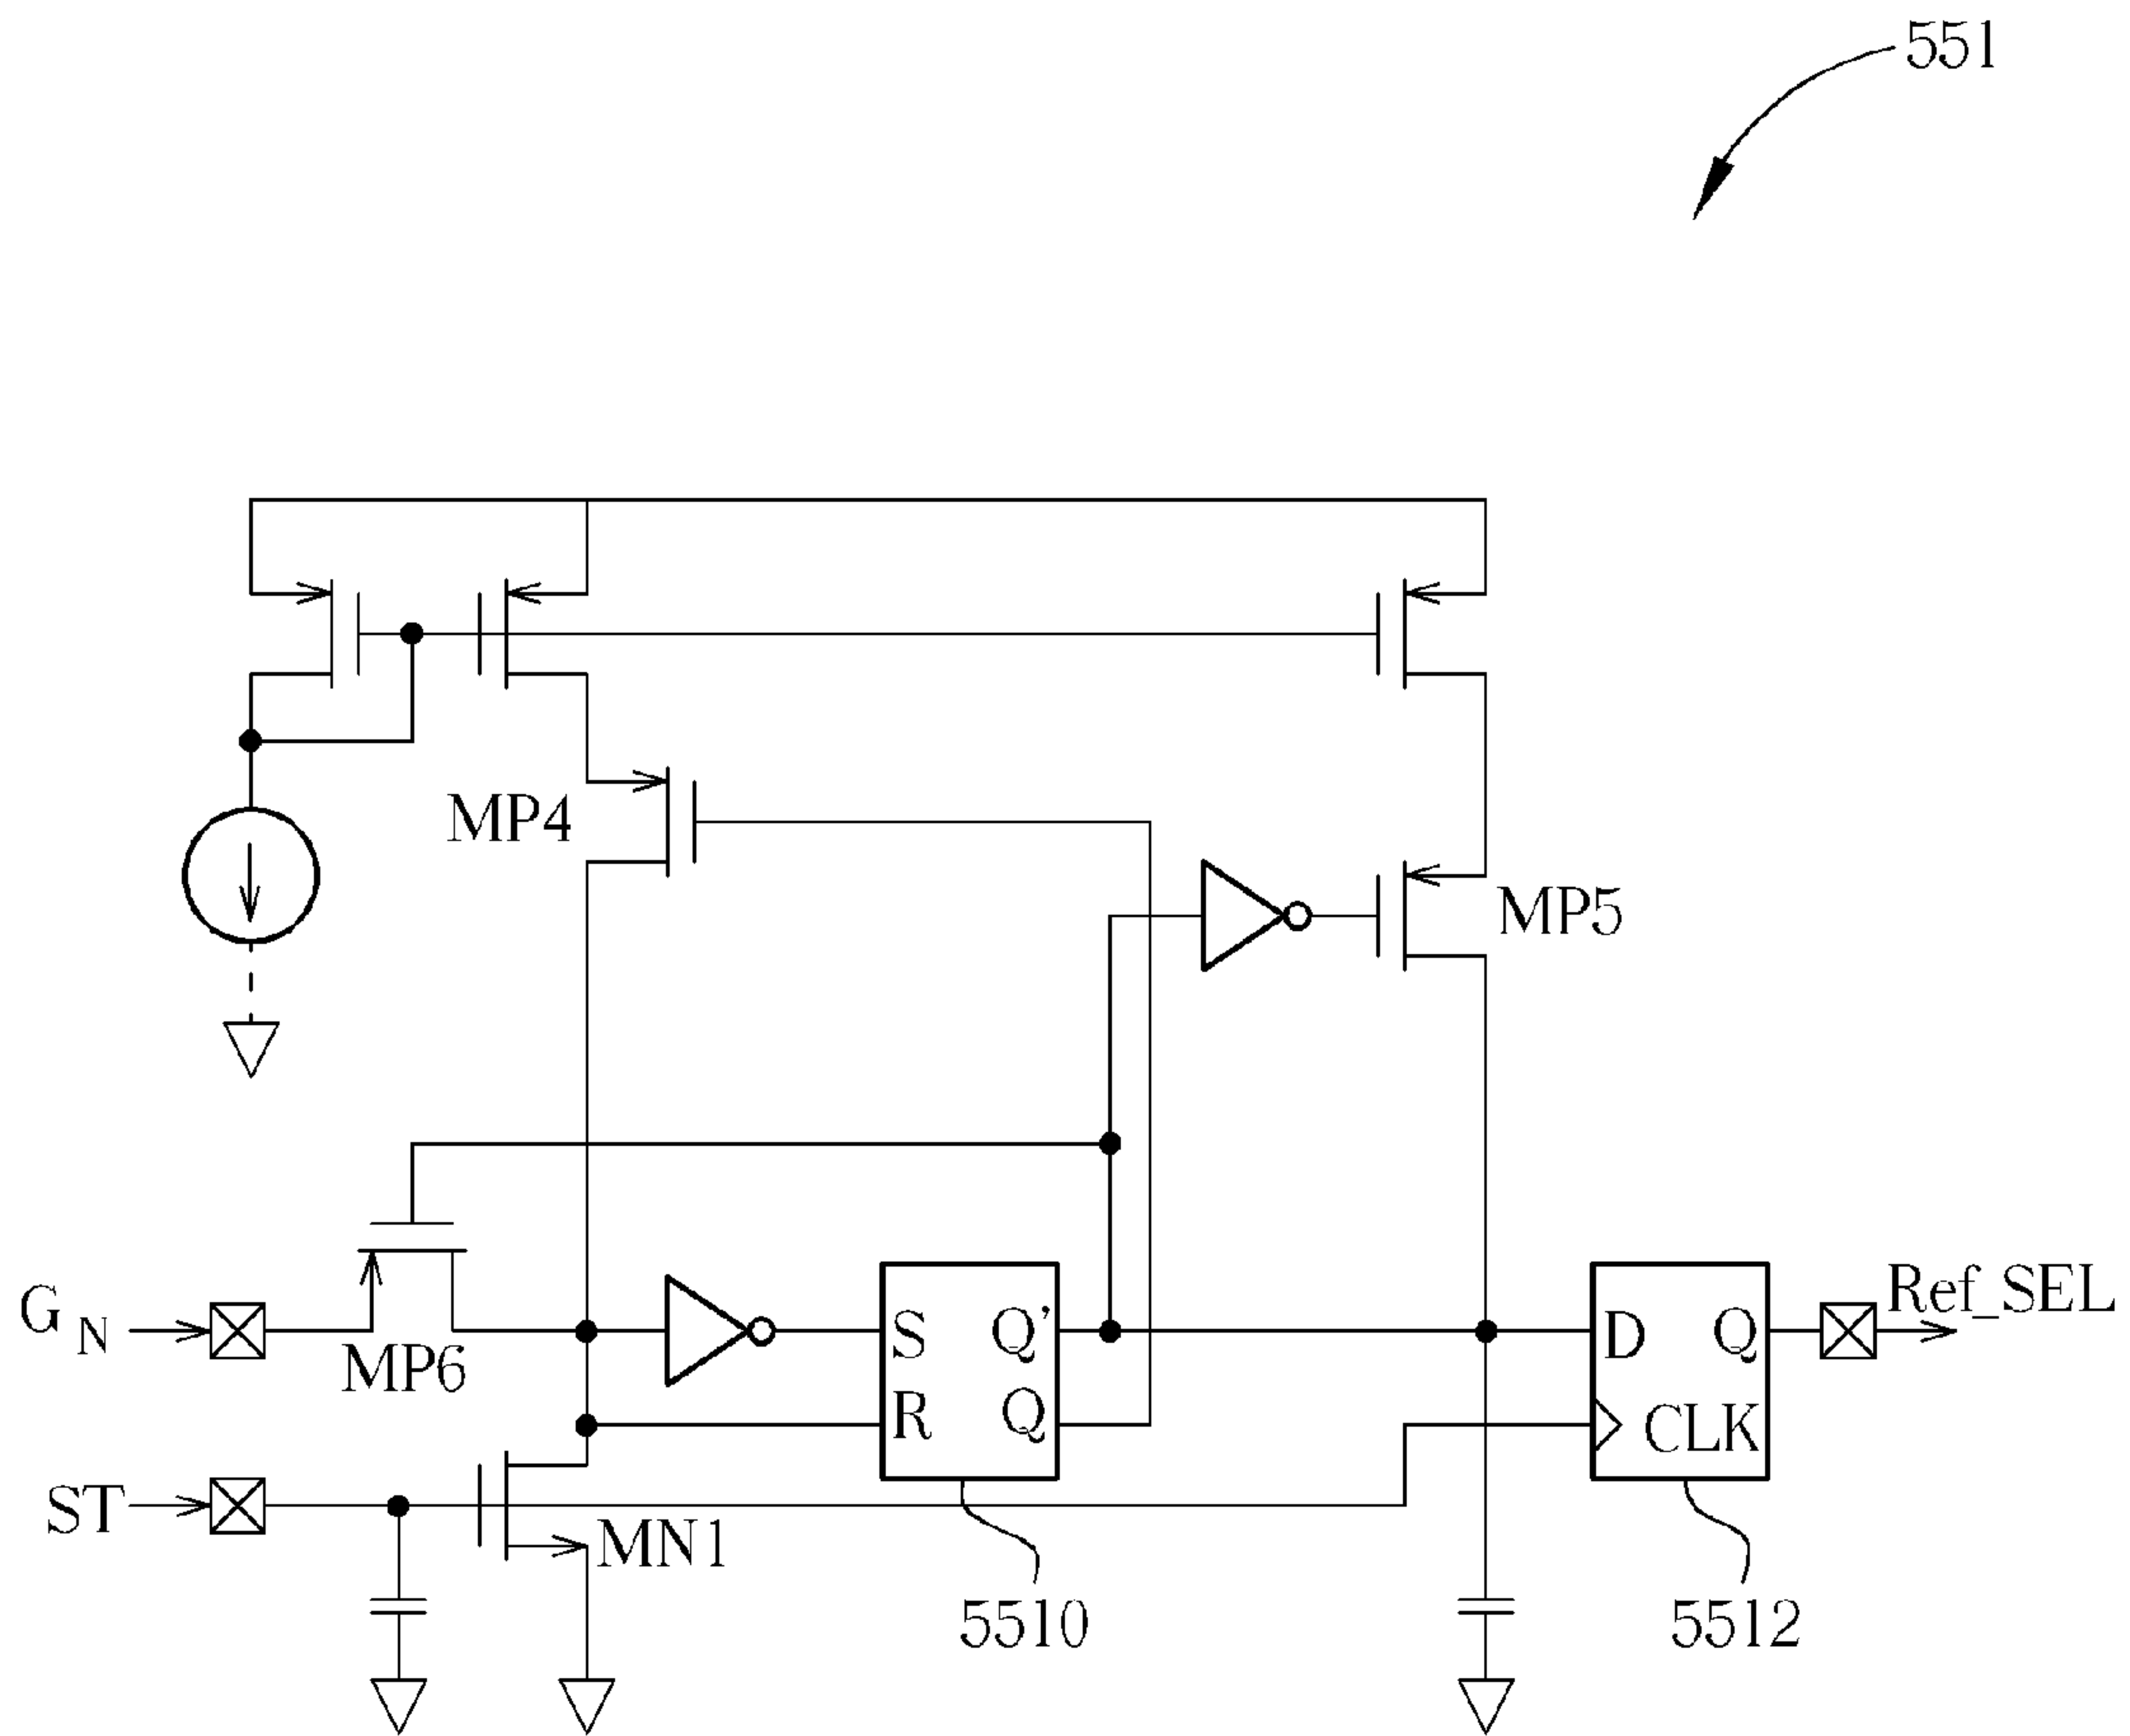 551
MP4
MP5
G N
MP6
S Q'
R Q
D Q
CLK
Ref_SEL
ST
MN1
5510
5512